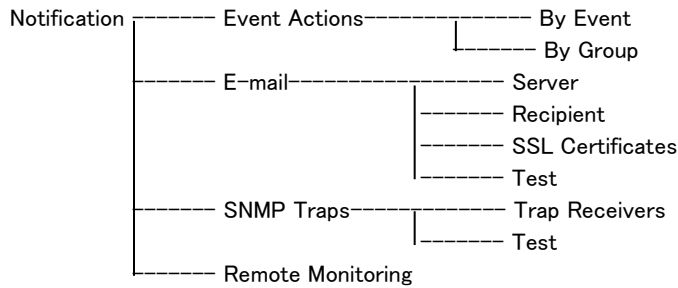 Notification Event Actions By Event
By Group
E-mail Server
Recipient
SSL Certificates
Test
SNMP Traps Trap Receivers
Test
Remote Monitoring